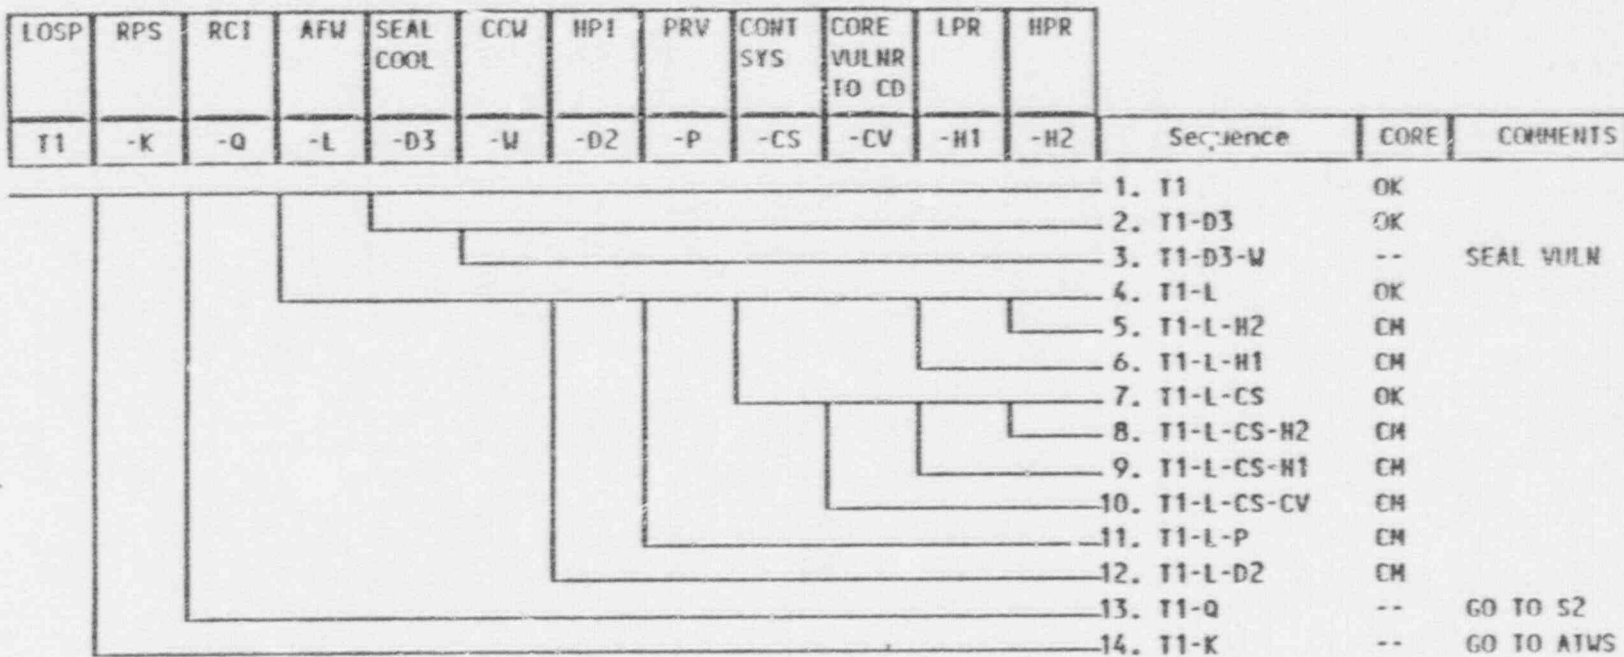 LOSP RPS RCI AFW SEAL CCW HPI PRV CONT CORE LPR HPR
COOL SYS VULNR
TO CD
T1 -K -Q -L -D3 -W -D2 -P -CS -CV -H1 -H2 Sequence CORE COMMENTS
1. T1 OK
2. T1-D3 OK
3. T1-D3-W -- SEAL VULN
4. T1-L OK
5. T1-L-H2 CM
6. T1-L-H1 CM
7. T1-L-CS OK
8. T1-L-CS-H2 CM
9. T1-L-CS-H1 CM
10. T1-L-CS-CV CM
11. T1-L-P CM
12. T1-L-D2 CM
13. T1-Q -- GO TO S2
14. T1-K -- GO TO ATWS